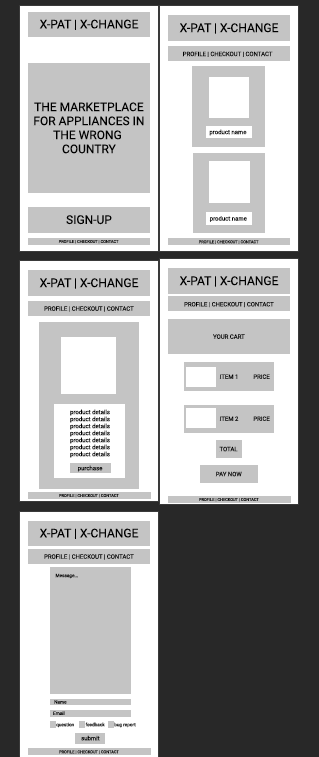 X-PAT | X-CHANGE
THE MARKETPLACE
FOR APPLIANCES IN
THE WRONG
COUNTRY
SIGN-UP
PROFILE | CHECKOUT | CONTACT
X-PAT | X-CHANGE
PROFILE | CHECKOUT | CONTACT
product name
product name
PROFILE | CHECKOUT | CONTACT
X-PAT | X-CHANGE
PROFILE | CHECKOUT | CONTACT
product details
product details
product details
product details
product details
product details
product details
purchase
PROFILE | CHECKOUT | CONTACT
X-PAT | X-CHANGE
PROFILE | CHECKOUT | CONTACT
YOUR CART
ITEM 1 PRICE
ITEM 2 PRICE
TOTAL
PAY NOW
PROFILE | CHECKOUT | CONTACT
X-PAT | X-CHANGE
PROFILE | CHECKOUT | CONTACT
Message...
Name
Email
question feedback bug report
submit
PROFILE | CHECKOUT | CONTACT